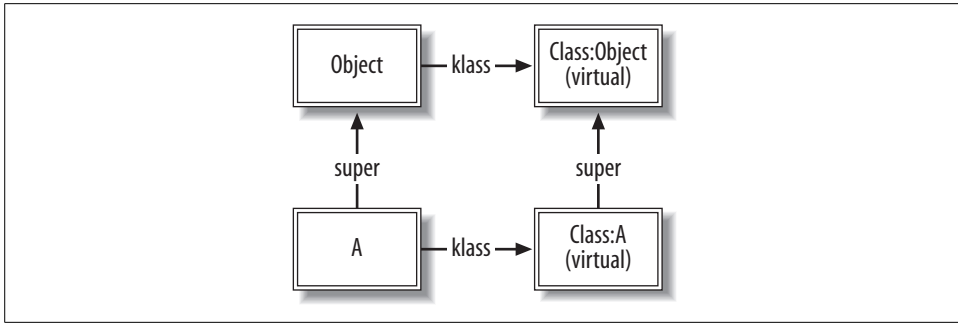 Object
klass
Class:Object
(virtual)
super
super
A
klass
Class:A
(virtual)